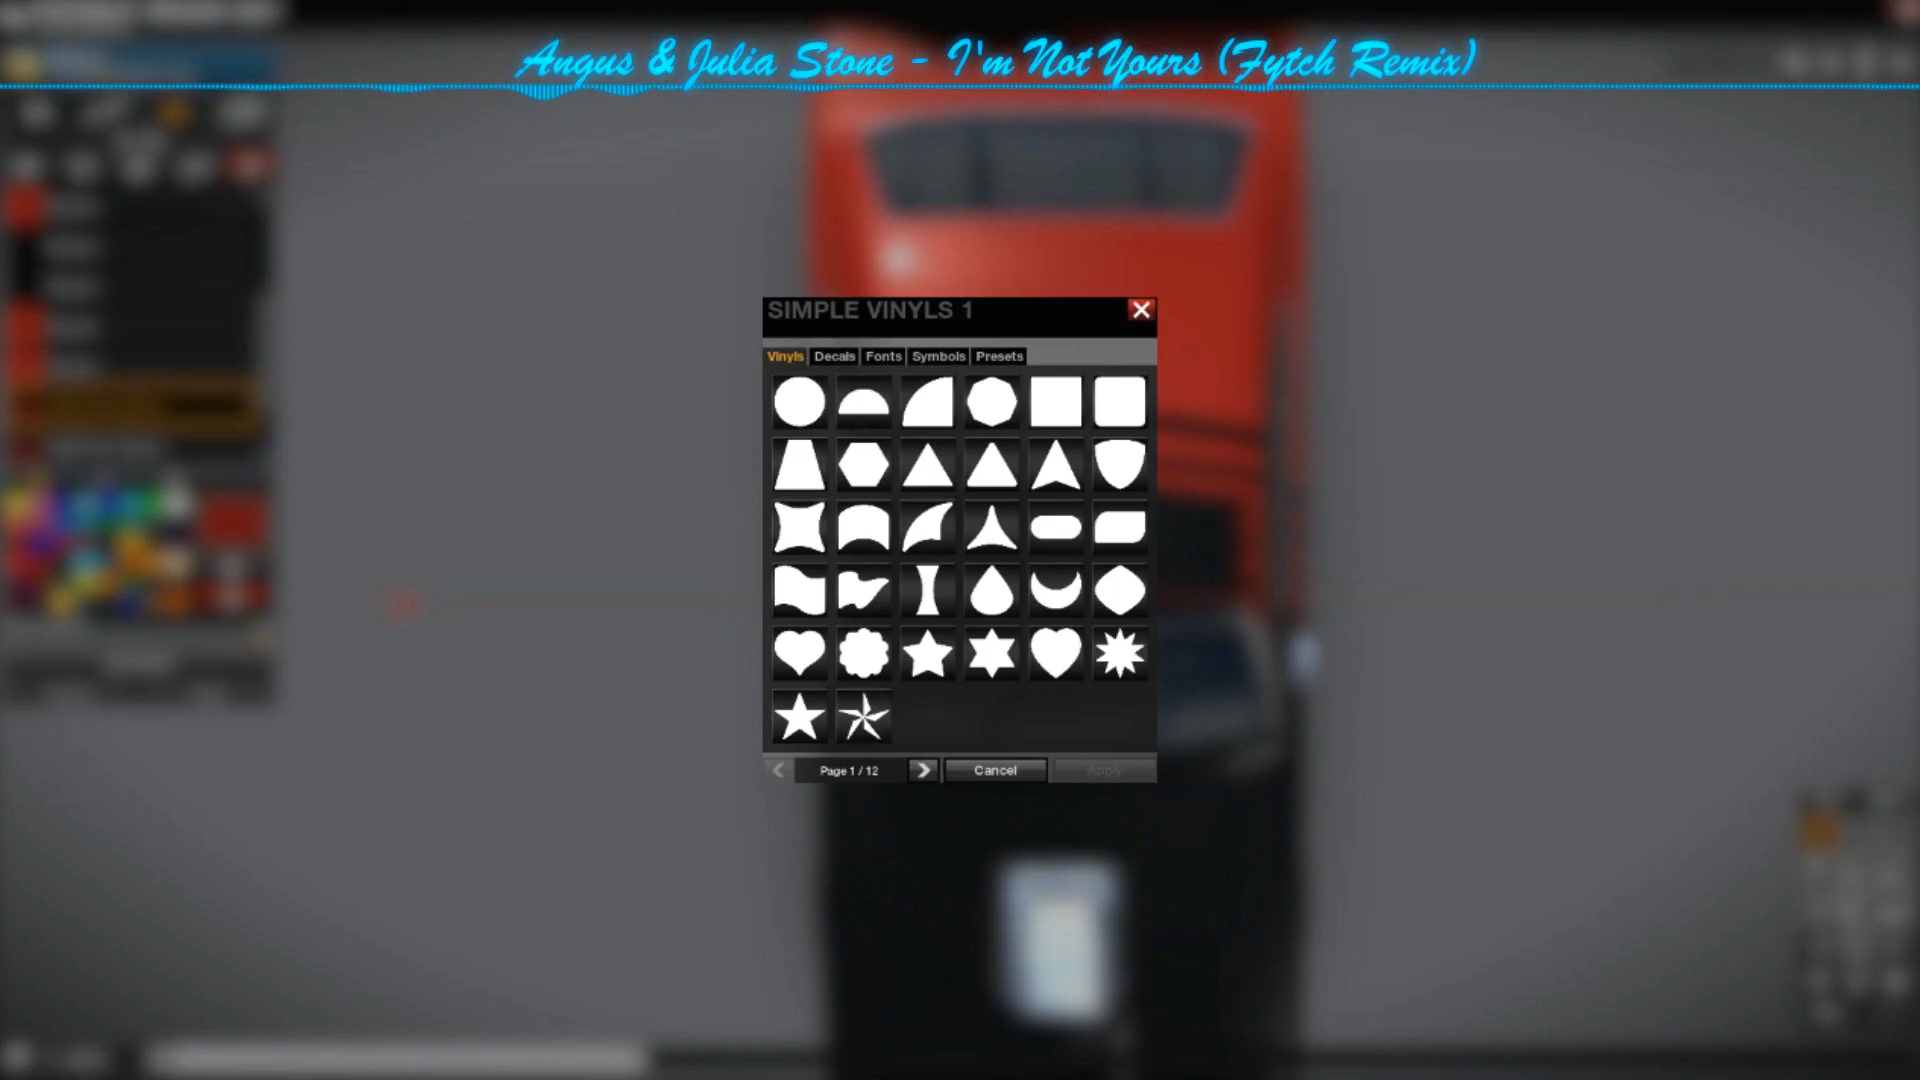 Angus & Julia Stone - I'm Not Yours (Fytch Remix)
SIMPLE VINYLS 1
Vinyls Decals Fonts Symbols Presets
Page 1 / 12 Cancel Apply